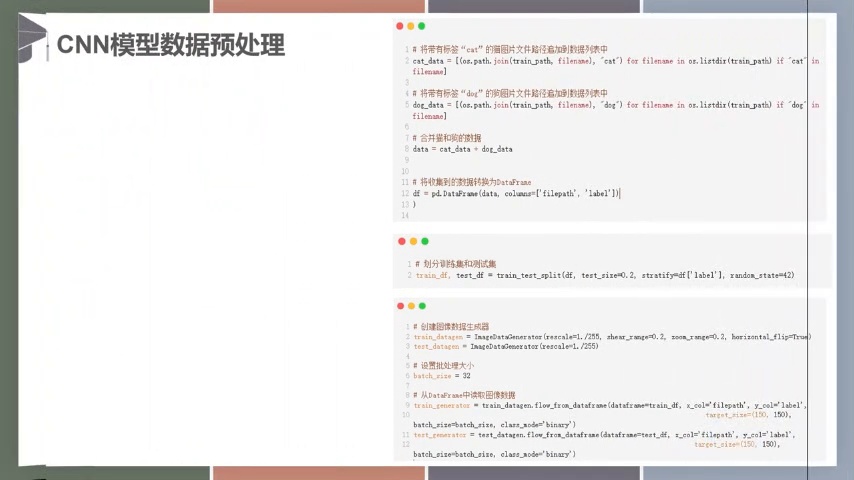 CNN模型数据预处理
1 # 将带有标签“cat”的猫图片文件路径追加到数据列表中
2 cat_data = [(os.path.join(train_path, filename), "cat") for filename in os.listdir(train_path) if "cat" in
filename]
3
4 # 将带有标签“dog”的狗图片文件路径追加到数据列表中
5 dog_data = [(os.path.join(train_path, filename), "dog") for filename in os.listdir(train_path) if "dog" in
filename]
6
7 # 合并猫和狗的数据
8 data = cat_data + dog_data
9
10
11 # 将收集到的数据转换为DataFrame
12 df = pd.DataFrame(data, columns=['filepath', 'label'])
13 )
14
1 # 划分训练集和测试集
2 train_df, test_df = train_test_split(df, test_size=0.2, stratify=df['label'], random_state=42)
1 # 创建图像数据生成器
2 train_datagen = ImageDataGenerator(rescale=1./255, shear_range=0.2, zoom_range=0.2, horizontal_flip=True)
3 test_datagen = ImageDataGenerator(rescale=1./255)
4
5 # 设置批处理大小
6 batch_size = 32
7
8 # 从DataFrame中读取图像数据
9 train_generator = train_datagen.flow_from_dataframe(dataframe=train_df, x_col='filepath', y_col='label',
10 target_size=(150, 150),
batch_size=batch_size, class_mode='binary')
11 test_generator = test_datagen.flow_from_dataframe(dataframe=test_df, x_col='filepath', y_col='label',
12 target_size=(150, 150),
batch_size=batch_size, class_mode='binary')